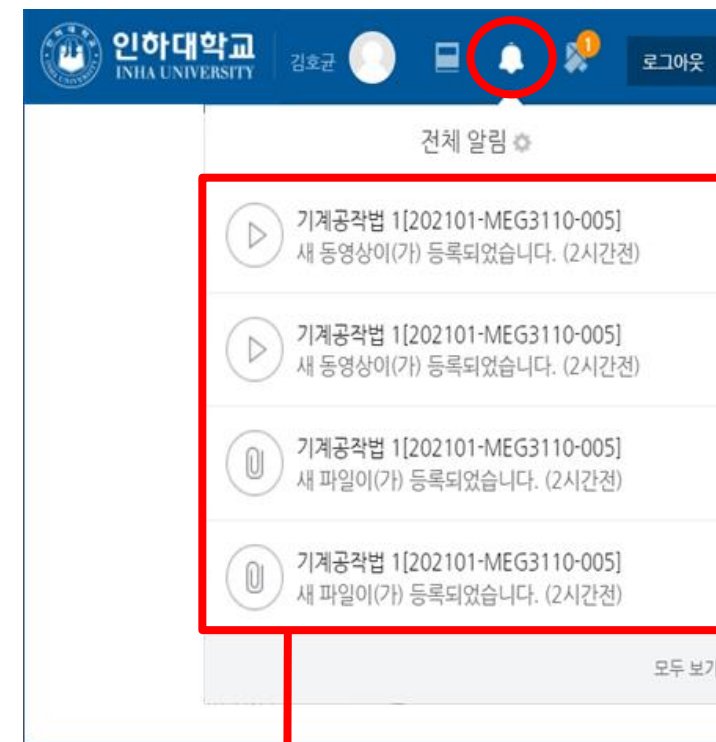 인하대학교
INHA UNIVERSITY
김호균
1
로그아웃
전체 알림
기계공작법 1[202101-MEG3110-005]
새 동영상이(가) 등록되었습니다. (2시간전)
기계공작법 1[202101-MEG3110-005]
새 동영상이(가) 등록되었습니다. (2시간전)
기계공작법 1[202101-MEG3110-005]
새 파일이(가) 등록되었습니다. (2시간전)
기계공작법 1[202101-MEG3110-005]
새 파일이(가) 등록되었습니다. (2시간전)
모두 보기